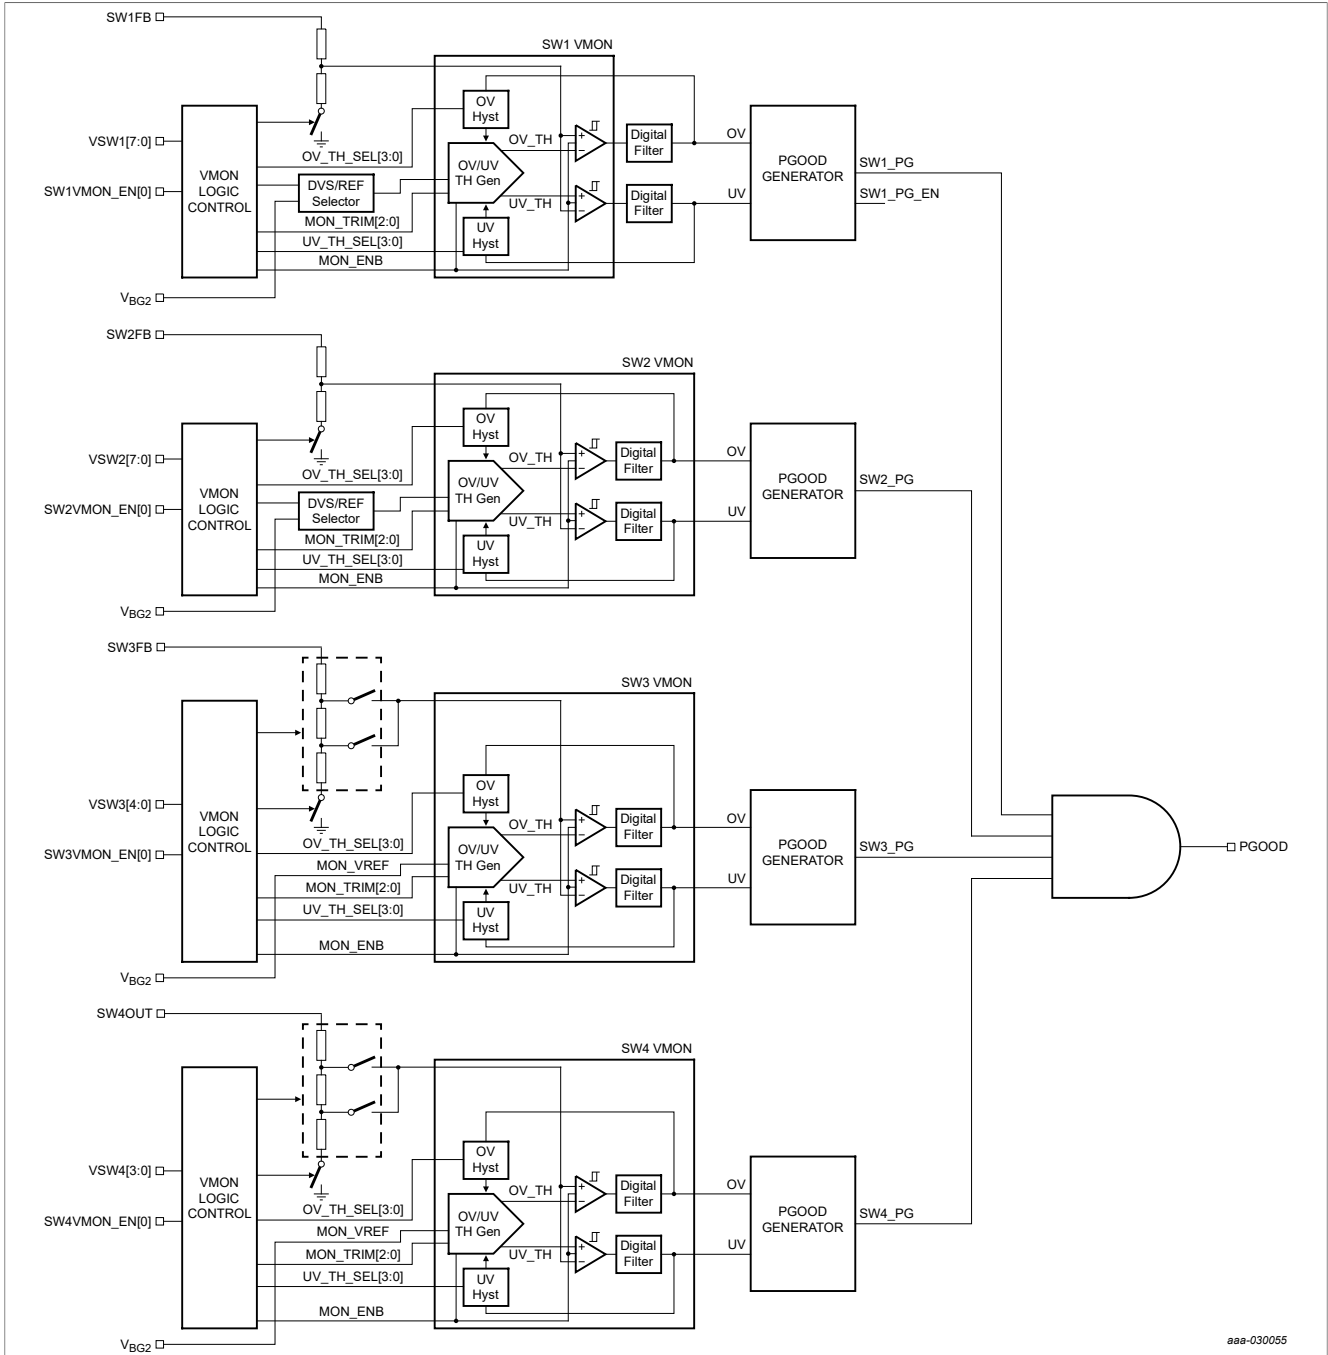 SW1FB
SW1 VMON
VSW1[7:0]
SW1VMON_EN[0]
VMON
LOGIC
CONTROL
OV_TH_SEL[3:0]
DVS/REF
Selector
MON_TRIM[2:0]
UV_TH_SEL[3:0]
MON_ENB
VBG2
OV
Hyst
OV/UV
TH Gen
UV
Hyst
OV_TH
UV_TH
+
−
+
−
Digital
Filter
Digital
Filter
OV
UV
PGOOD
GENERATOR
SW1_PG
SW1_PG_EN
SW2FB
SW2 VMON
VSW2[7:0]
SW2VMON_EN[0]
VMON
LOGIC
CONTROL
OV_TH_SEL[3:0]
DVS/REF
Selector
MON_TRIM[2:0]
UV_TH_SEL[3:0]
MON_ENB
VBG2
OV
Hyst
OV/UV
TH Gen
UV
Hyst
OV_TH
UV_TH
+
−
+
−
Digital
Filter
Digital
Filter
OV
UV
PGOOD
GENERATOR
SW2_PG
SW3FB
SW3 VMON
VSW3[4:0]
SW3VMON_EN[0]
VMON
LOGIC
CONTROL
OV_TH_SEL[3:0]
MON_VREF
MON_TRIM[2:0]
UV_TH_SEL[3:0]
MON_ENB
VBG2
OV
Hyst
OV/UV
TH Gen
UV
Hyst
OV_TH
UV_TH
+
−
+
−
Digital
Filter
Digital
Filter
OV
UV
PGOOD
GENERATOR
SW3_PG
PGOOD
SW4OUT
SW4 VMON
VSW4[3:0]
SW4VMON_EN[0]
VMON
LOGIC
CONTROL
OV_TH_SEL[3:0]
MON_VREF
MON_TRIM[2:0]
UV_TH_SEL[3:0]
MON_ENB
VBG2
OV
Hyst
OV/UV
TH Gen
UV
Hyst
OV_TH
UV_TH
+
−
+
−
Digital
Filter
Digital
Filter
OV
UV
PGOOD
GENERATOR
SW4_PG
aaa-030055